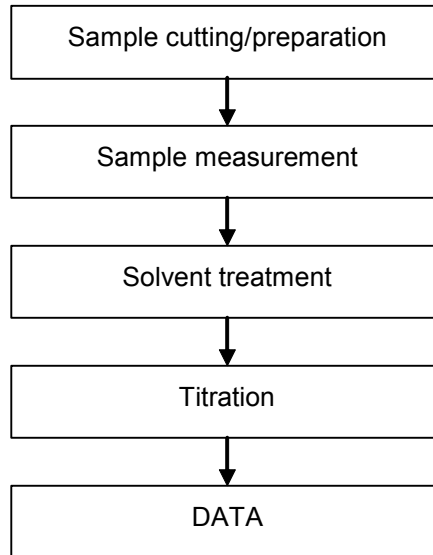 Sample cutting/preparation
Sample measurement
Solvent treatment
Titration
DATA